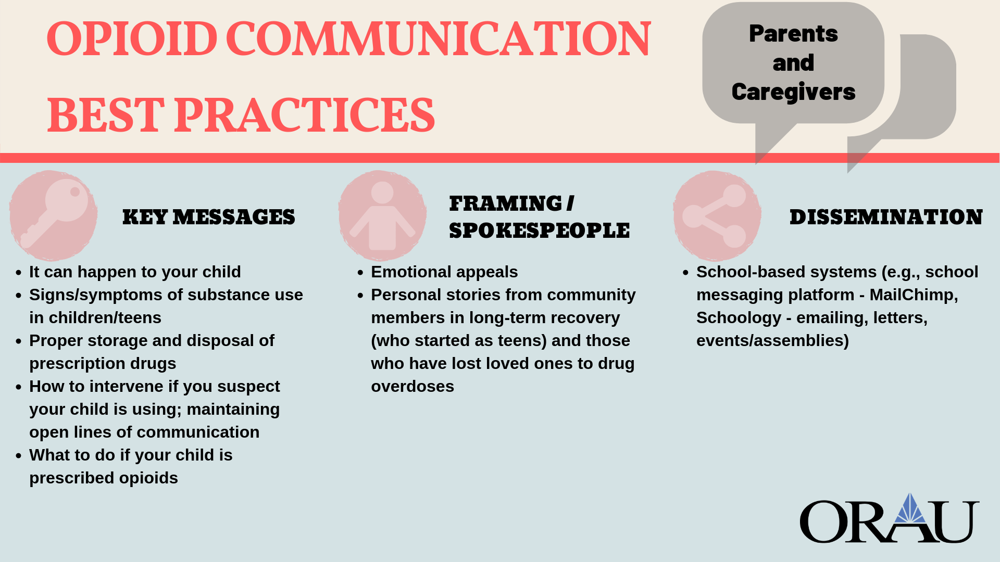 OPIOID COMMUNICATION
BEST PRACTICES
Parents
and
Caregivers
KEY MESSAGES
• It can happen to your child
• Signs/symptoms of substance use
in children/teens
• Proper storage and disposal of
prescription drugs
• How to intervene if you suspect
your child is using; maintaining
open lines of communication
• What to do if your child is
prescribed opioids
FRAMING /
SPOKESPEOPLE
• Emotional appeals
• Personal stories from community
members in long-term recovery
(who started as teens) and those
who have lost loved ones to drug
overdoses
DISSEMINATION
• School-based systems (e.g., school
messaging platform - MailChimp,
Schoology - emailing, letters,
events/assemblies)
ORAU